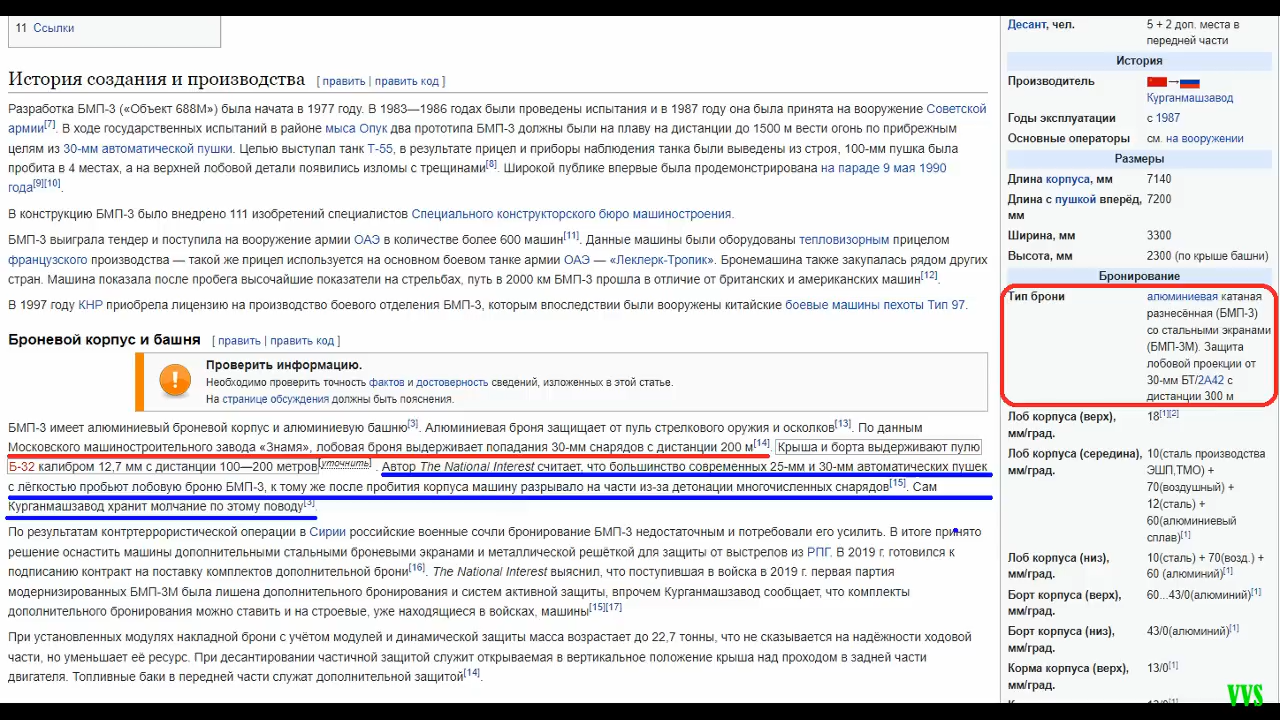 11 Ссылки
История создания и производства [ править | править код ]
Разработка БМП-3 («Объект 688М») была начата в 1977 году. В 1983—1986 годах были проведены испытания и в 1987 году она была принята на вооружение Советской
армии[7]. В ходе государственных испытаний в районе мыса Опук два прототипа БМП-3 должны были на плаву на дистанции до 1500 м вести огонь по прибрежным
целям из 30-мм автоматической пушки. Целью выступал танк Т-55, в результате прицел и приборы наблюдения танка были выведены из строя, 100-мм пушка была
пробита в 4 местах, а на верхней лобовой детали появились изломы с трещинами[8]. Широкой публике впервые была продемонстрирована на параде 9 мая 1990
года[9][10].
В конструкцию БМП-3 было внедрено 111 изобретений специалистов Специального конструкторского бюро машиностроения.
БМП-3 выиграла тендер и поступила на вооружение армии ОАЭ в количестве более 600 машин[11]. Данные машины были оборудованы тепловизорным прицелом
французского производства — такой же прицел используется на основном боевом танке армии ОАЭ — «Леклерк-Тропик». Бронемашина также закупалась рядом других
стран. Машина показала после пробега высочайшие показатели на стрельбах, путь в 2000 км БМП-3 прошла в отличие от британских и американских машин[12].
В 1997 году КНР приобрела лицензию на производство боевого отделения БМП-3, которым впоследствии были вооружены китайские боевые машины пехоты Тип 97.
Броневой корпус и башня [ править | править код ]
Проверить информацию.
Необходимо проверить точность фактов и достоверность сведений, изложенных в этой статье.
На странице обсуждения должны быть пояснения.
БМП-3 имеет алюминиевый броневой корпус и алюминиевую башню[3]. Алюминиевая броня защищает от пуль стрелкового оружия и осколков[13]. По данным
Московского машиностроительного завода «Знамя», лобовая броня выдерживает попадания 30-мм снарядов с дистанции 200 м[14]. Крыша и борта выдерживают пулю
Б-32 калибром 12,7 мм с дистанции 100—200 метров[уточнить]. Автор The National Interest считает, что большинство современных 25-мм и 30-мм автоматических пушек
с лёгкостью пробьют лобовую броню БМП-3, к тому же после пробития корпуса машину разрывало на части из-за детонации многочисленных снарядов[15]. Сам
Курганмашзавод хранит молчание по этому поводу[3]
По результатам контртеррористической операции в Сирии российские военные сочли бронирование БМП-3 недостаточным и потребовали его усилить. В итоге принято
решение оснастить машины дополнительными стальными броневыми экранами и металлической решёткой для защиты от выстрелов из РПГ. В 2019 г. готовился к
подписанию контракт на поставку комплектов дополнительной брони[16]. The National Interest выяснил, что поступившая в войска в 2019 г. первая партия
модернизированных БМП-3М была лишена дополнительного бронирования и систем активной защиты, впрочем Курганмашзавод сообщает, что комплекты
дополнительного бронирования можно ставить и на строевые, уже находящиеся в войсках, машины[15][17]
При установленных модулях накладной брони с учётом модулей и динамической защиты масса возрастает до 22,7 тонны, что не сказывается на надёжности ходовой
части, но уменьшает её ресурс. При десантировании частичной защитой служит открываемая в вертикальное положение крыша над проходом в задней части
двигателя. Топливные баки в передней части служат дополнительной защитой[14].
Десант, чел. 5 + 2 доп. места в
передней части
История
Производитель →
Курганмашзавод
Годы эксплуатации с 1987
Основные операторы см. на вооружении
Размеры
Длина корпуса, мм 7140
Длина с пушкой вперёд, 7200
мм
Ширина, мм 3300
Высота, мм 2300 (по крыше башни)
Бронирование
Тип брони алюминиевая катаная
разнесённая (БМП-3)
со стальными экранами
(БМП-3М). Защита
лобовой проекции от
30-мм БТ/2А42 с
дистанции 300 м
Лоб корпуса (верх), 18[1][2]
мм/град.
Лоб корпуса (середина), 10(сталь производства
мм/град. ЭШП,ТМО) +
70(воздушный) +
12(сталь) +
60(алюминиевый
сплав)[1]
Лоб корпуса (низ), 10(сталь) + 70(возд.) +
мм/град. 60 (алюминий)[1]
Борт корпуса (верх), 60...43/0(алюминий)[1]
мм/град.
Борт корпуса (низ), 43/0(алюминий)[1]
мм/град.
Корма корпуса (верх), 13/0[1]
мм/град.
VVS